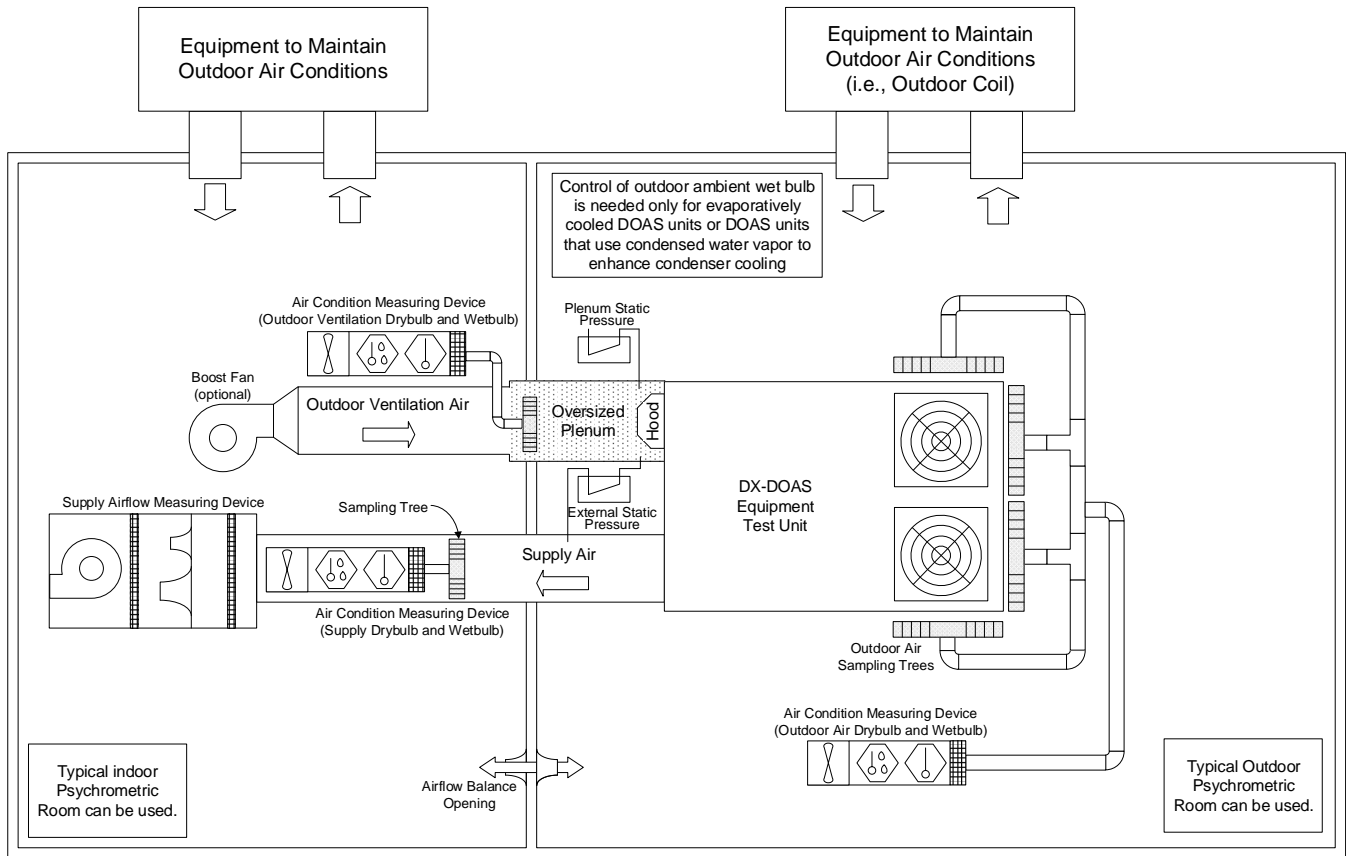 Equipment to Maintain
Outdoor Air Conditions
Equipment to Maintain
Outdoor Air Conditions
(i.e., Outdoor Coil)
Control of outdoor ambient wet bulb
is needed only for evaporatively
cooled DOAS units or DOAS units
that use condensed water vapor to
enhance condenser cooling
Air Condition Measuring Device
(Outdoor Ventilation Drybulb and Wetbulb)
Plenum Static
Pressure
Boost Fan
(optional)
Outdoor Ventilation Air
Oversized
Plenum
Hood
Supply Airflow Measuring Device
Sampling Tree
External Static
Pressure
DX-DOAS
Equipment
Test Unit
Supply Air
Air Condition Measuring Device
(Supply Drybulb and Wetbulb)
Outdoor Air
Sampling Trees
Air Condition Measuring Device
(Outdoor Air Drybulb and Wetbulb)
Typical indoor
Psychrometric
Room can be used.
Airflow Balance
Opening
Typical Outdoor
Psychrometric
Room can be used.